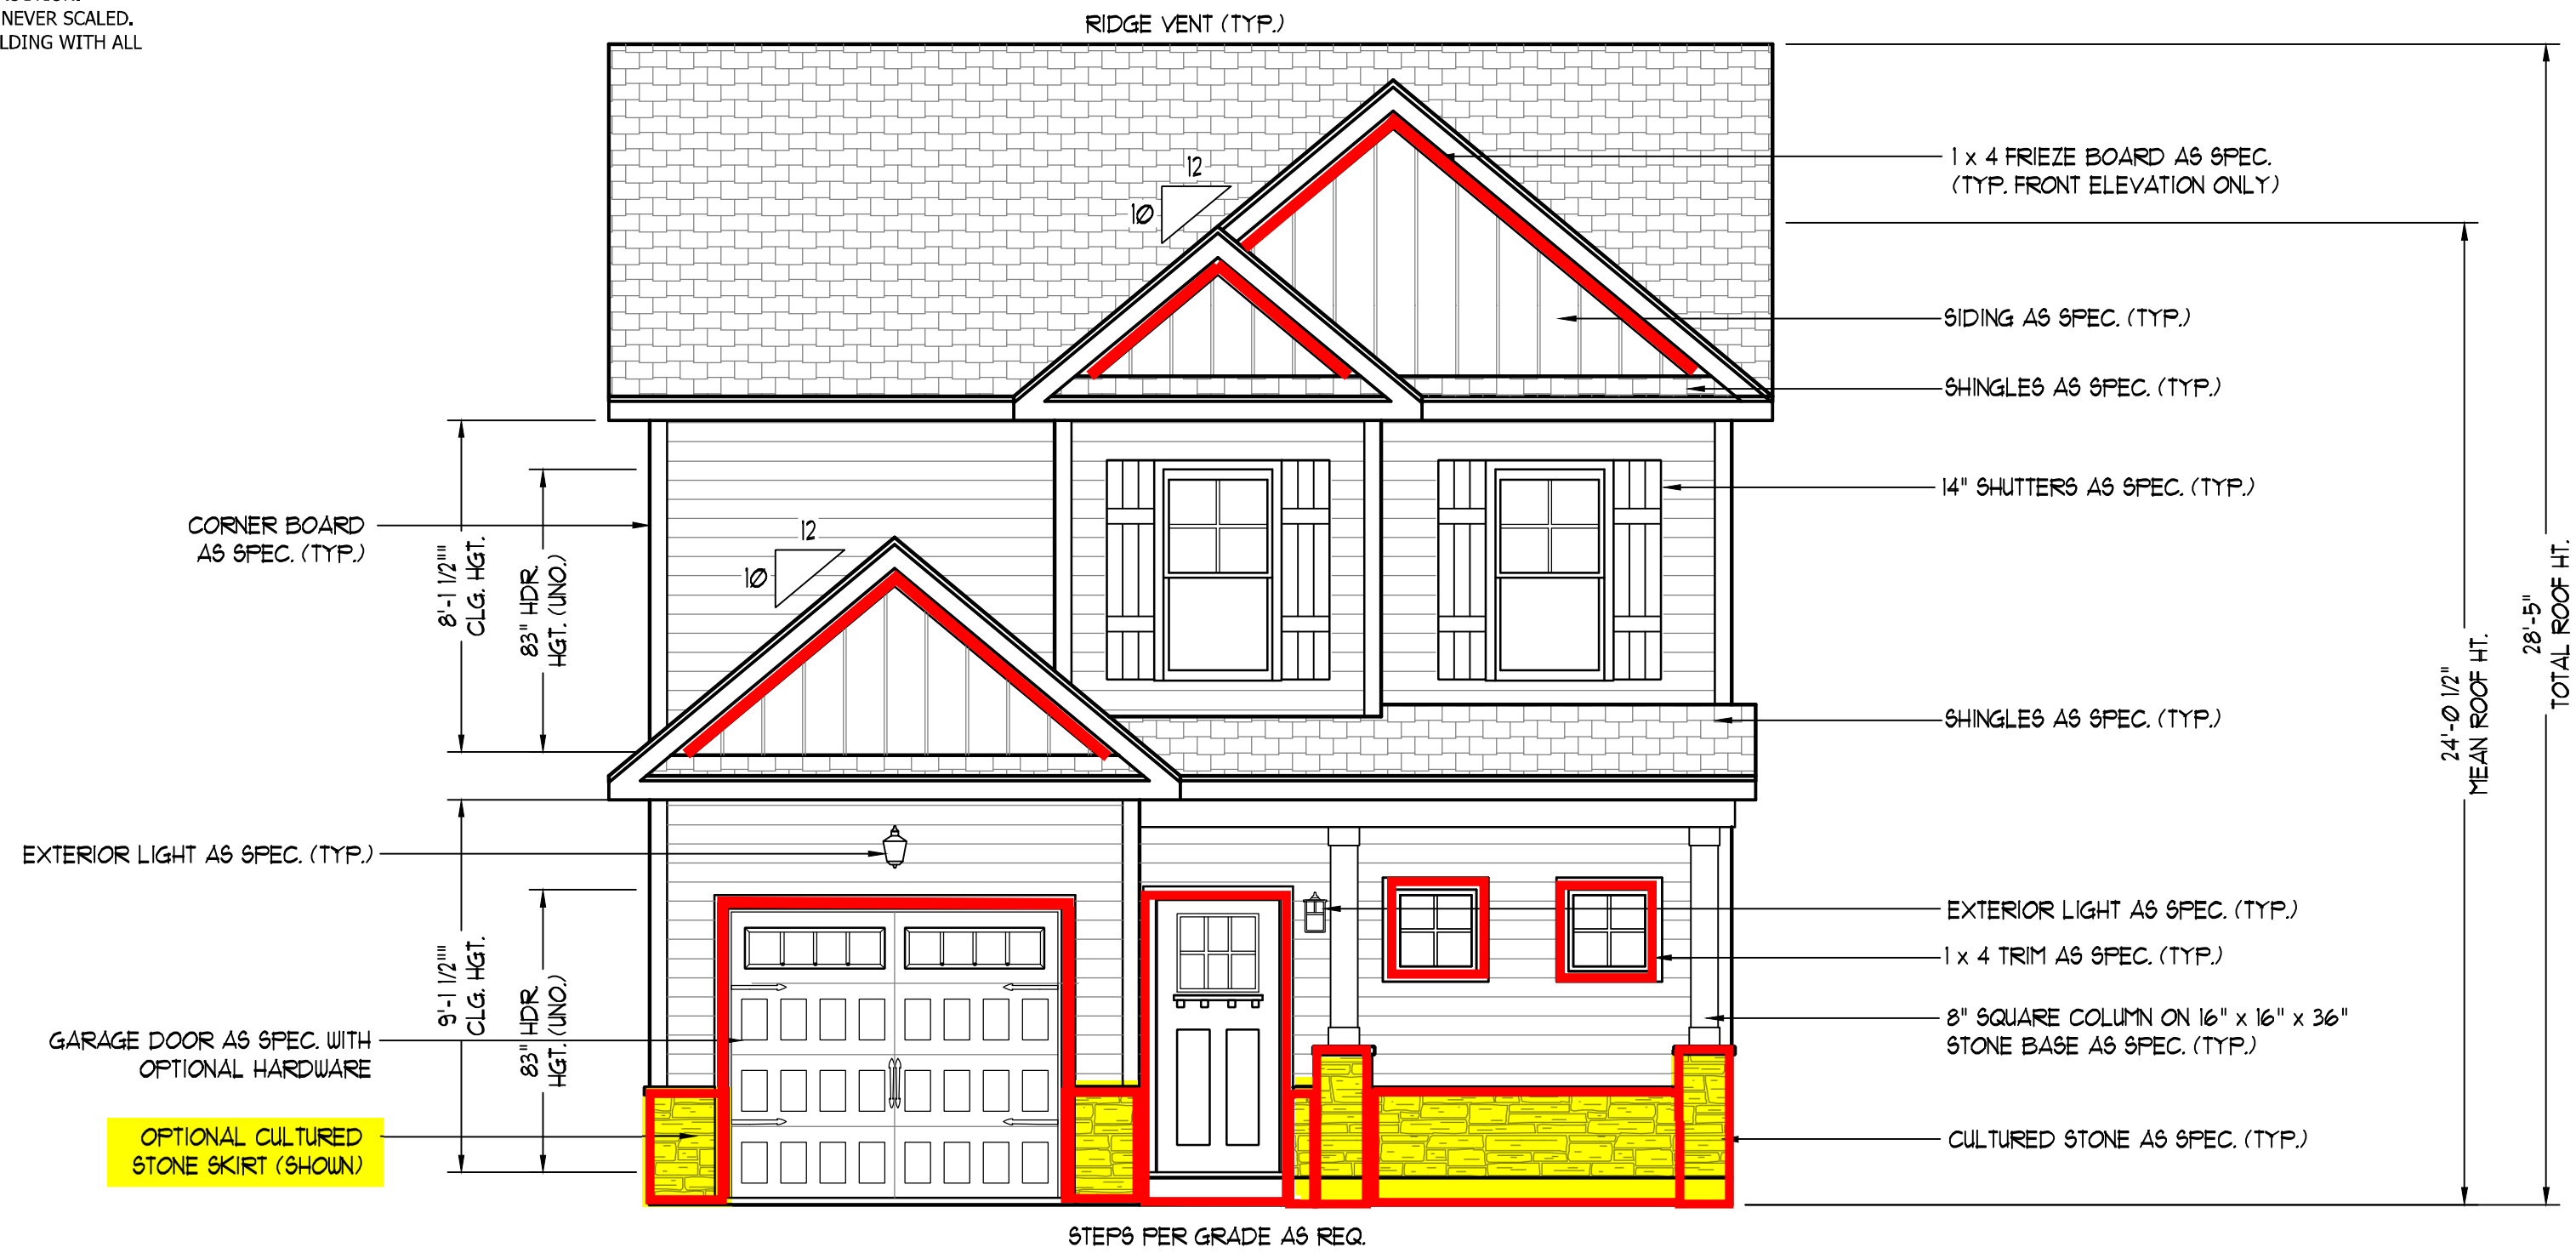 NEVER SCALED.
LDING WITH ALL
RIDGE VENT (TYP.)
12
10
1 x 4 FRIEZE BOARD AS SPEC.
(TYP. FRONT ELEVATION ONLY)
SIDING AS SPEC. (TYP.)
SHINGLES AS SPEC. (TYP.)
14" SHUTTERS AS SPEC. (TYP.)
CORNER BOARD
AS SPEC. (TYP.)
8'-1 1/2""
CLG. HGT.
83" HDR.
HGT. (UNO.)
12
10
28'-5"
TOTAL ROOF HT.
24'-0 1/2"
MEAN ROOF HT.
SHINGLES AS SPEC. (TYP.)
EXTERIOR LIGHT AS SPEC. (TYP.)
9'-1 1/2""
CLG. HGT.
83" HDR.
HGT. (UNO.)
EXTERIOR LIGHT AS SPEC. (TYP.)
1 x 4 TRIM AS SPEC. (TYP.)
8" SQUARE COLUMN ON 16" x 16" x 36"
STONE BASE AS SPEC. (TYP.)
GARAGE DOOR AS SPEC. WITH
OPTIONAL HARDWARE
OPTIONAL CULTURED
STONE SKIRT (SHOWN)
CULTURED STONE AS SPEC. (TYP.)
STEPS PER GRADE AS REQ.